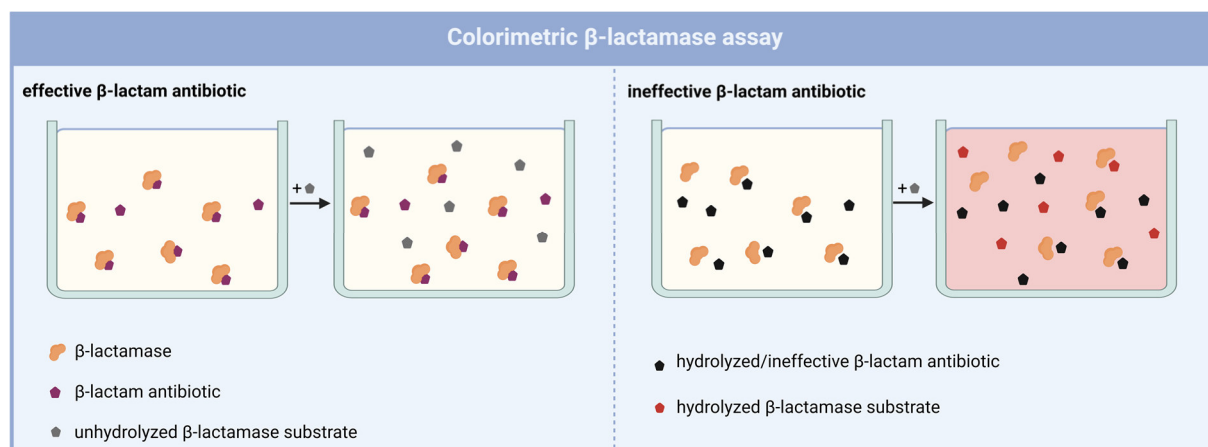 Colorimetric β-lactamase assay
effective β-lactam antibiotic
ineffective β-lactam antibiotic
+
+
β-lactamase
β-lactam antibiotic
unhydrolyzed β-lactamase substrate
hydrolyzed/ineffective β-lactam antibiotic
hydrolyzed β-lactamase substrate